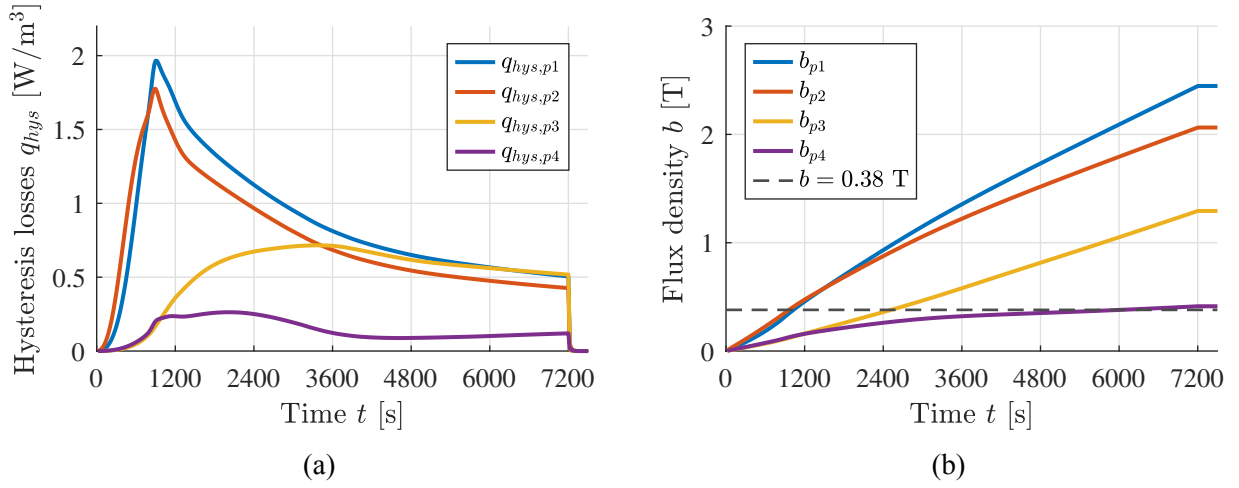 Hysteresis losses q_hys [W/m³]
2
1.5
1
0.5
0
q_hys,p1
q_hys,p2
q_hys,p3
q_hys,p4
0 1200 2400 3600 4800 6000 7200
Time t [s]
(a)
Flux density b [T]
3
2
1
0
b_p1
b_p2
b_p3
b_p4
b = 0.38 T
0 1200 2400 3600 4800 6000 7200
Time t [s]
(b)